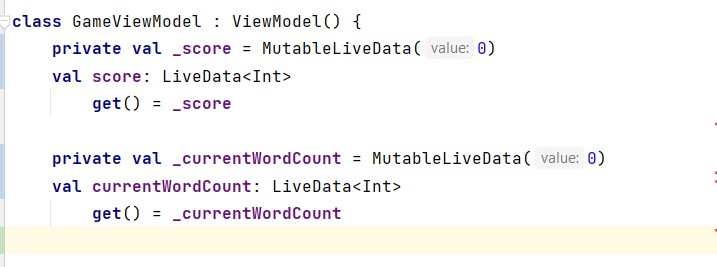 class GameViewModel : ViewModel() {
    private val _score = MutableLiveData( value: 0)
    val score: LiveData<Int>
        get() = _score

    private val _currentWordCount = MutableLiveData( value: 0)
    val currentWordCount: LiveData<Int>
        get() = _currentWordCount